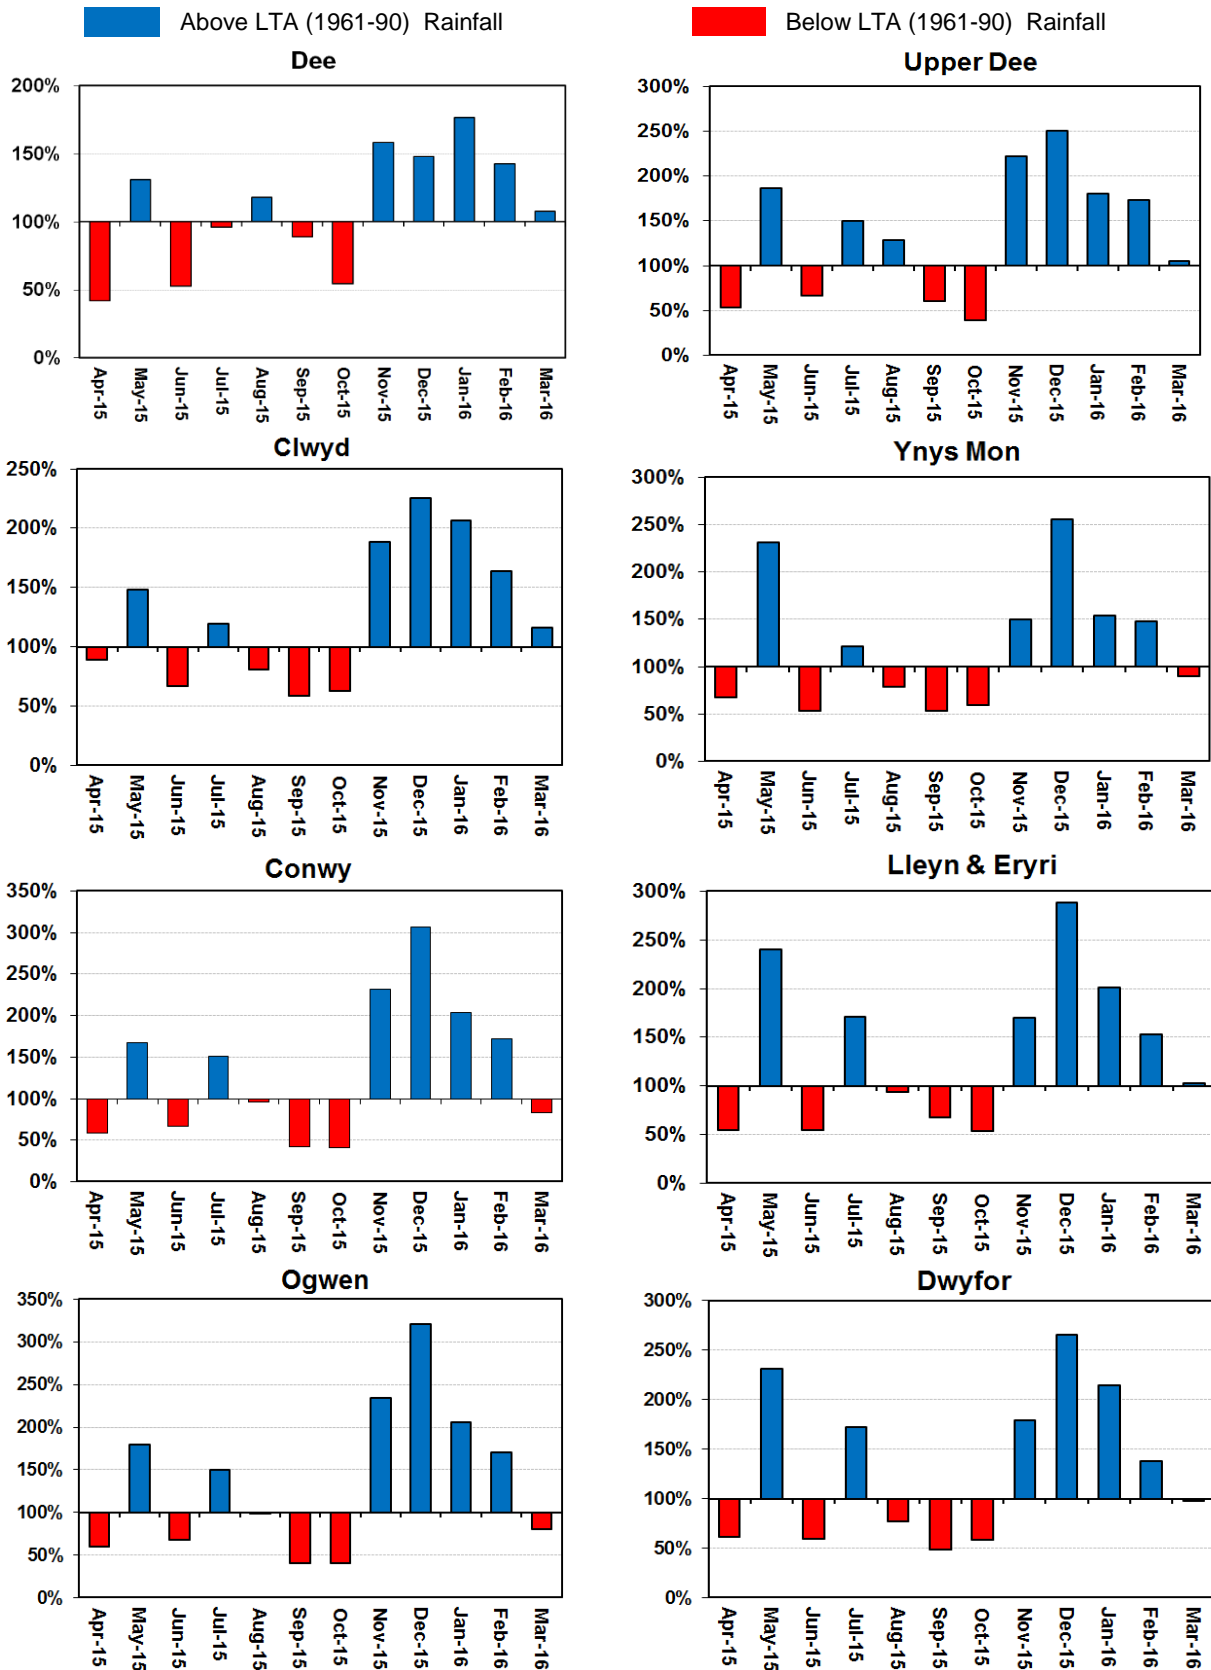 Above LTA (1961-90) Rainfall
Below LTA (1961-90) Rainfall
Dee
200%
150%
100%
50%
0%
Apr-15
May-15
Jun-15
Jul-15
Aug-15
Sep-15
Oct-15
Nov-15
Dec-15
Jan-16
Feb-16
Mar-16
Upper Dee
300%
250%
200%
150%
100%
50%
0%
Apr-15
May-15
Jun-15
Jul-15
Aug-15
Sep-15
Oct-15
Nov-15
Dec-15
Jan-16
Feb-16
Mar-16
Clwyd
250%
200%
150%
100%
50%
0%
Apr-15
May-15
Jun-15
Jul-15
Aug-15
Sep-15
Oct-15
Nov-15
Dec-15
Jan-16
Feb-16
Mar-16
Ynys Mon
300%
250%
200%
150%
100%
50%
0%
Apr-15
May-15
Jun-15
Jul-15
Aug-15
Sep-15
Oct-15
Nov-15
Dec-15
Jan-16
Feb-16
Mar-16
Conwy
350%
300%
250%
200%
150%
100%
50%
0%
Apr-15
May-15
Jun-15
Jul-15
Aug-15
Sep-15
Oct-15
Nov-15
Dec-15
Jan-16
Feb-16
Mar-16
Lleyn & Eryri
300%
250%
200%
150%
100%
50%
0%
Apr-15
May-15
Jun-15
Jul-15
Aug-15
Sep-15
Oct-15
Nov-15
Dec-15
Jan-16
Feb-16
Mar-16
Ogwen
350%
300%
250%
200%
150%
100%
50%
0%
Apr-15
May-15
Jun-15
Jul-15
Aug-15
Sep-15
Oct-15
Nov-15
Dec-15
Jan-16
Feb-16
Mar-16
Dwyfor
300%
250%
200%
150%
100%
50%
0%
Apr-15
May-15
Jun-15
Jul-15
Aug-15
Sep-15
Oct-15
Nov-15
Dec-15
Jan-16
Feb-16
Mar-16